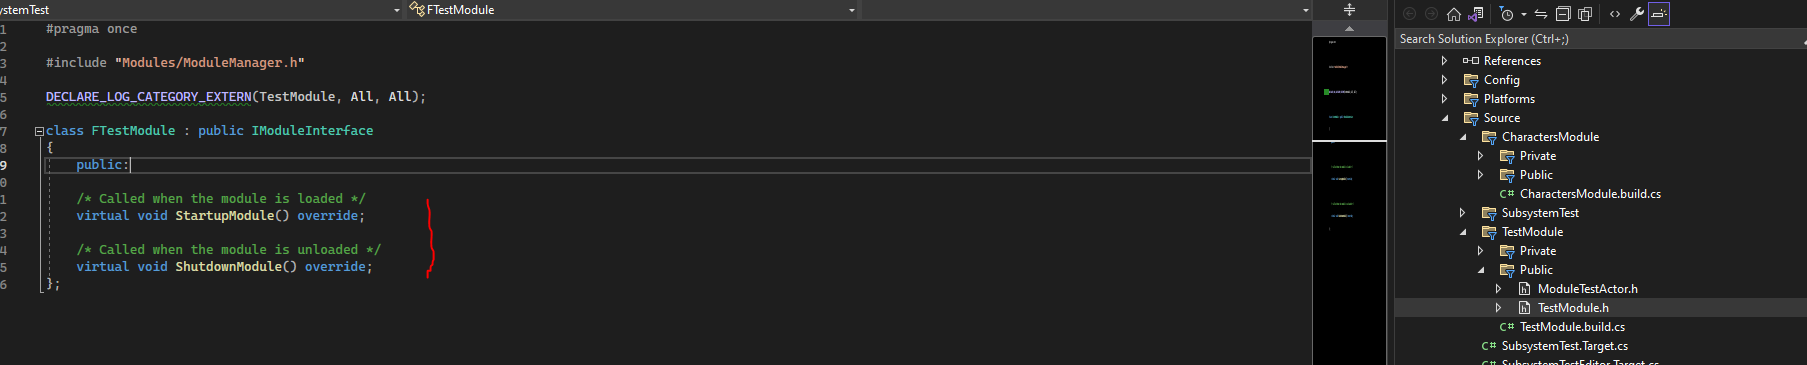 ystemTest
FTestModule
1 #pragma once
2
3 #include "Modules/ModuleManager.h"
4
5 DECLARE_LOG_CATEGORY_EXTERN(TestModule, All, All);
6
7 class FTestModule : public IModuleInterface
8 {
9 public:
0
1 /* Called when the module is loaded */
2 virtual void StartupModule() override;
3
4 /* Called when the module is unloaded */
5 virtual void ShutdownModule() override;
6 };
Search Solution Explorer (Ctrl+;)
References
Config
Platforms
Source
CharactersModule
Private
Public
C# CharactersModule.build.cs
SubsystemTest
TestModule
Private
Public
h ModuleTestActor.h
h TestModule.h
C# TestModule.build.cs
C# SubsystemTest.Target.cs
SubsystemTestEditor.Target.cs